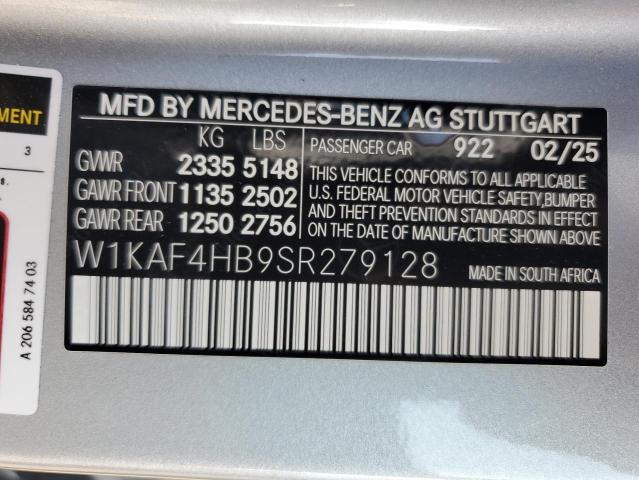 MFD BY MERCEDES-BENZ AG STUTTGART
KG LBS
GVWR 2335 5148
GAWR FRONT 1135 2502
GAWR REAR 1250 2756
PASSENGER CAR 922 02/25
THIS VEHICLE CONFORMS TO ALL APPLICABLE
U.S. FEDERAL MOTOR VEHICLE SAFETY,BUMPER
AND THEFT PREVENTION STANDARDS IN EFFECT
ON THE DATE OF MANUFACTURE SHOWN ABOVE
W1KAF4HB9SR279128
MADE IN SOUTH AFRICA
3
A 206 584 74 03